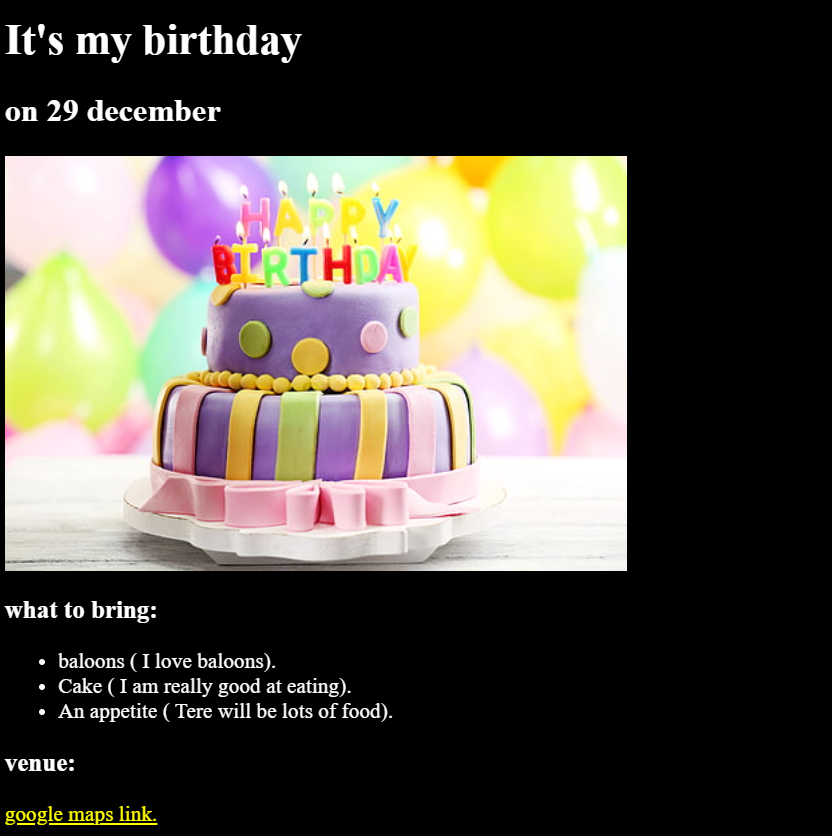 It's my birthday
on 29 december
HAPPY
BIRTHDAY
what to bring:
baloons ( I love baloons).
Cake ( I am really good at eating).
An appetite ( Tere will be lots of food).
venue:
google maps link.